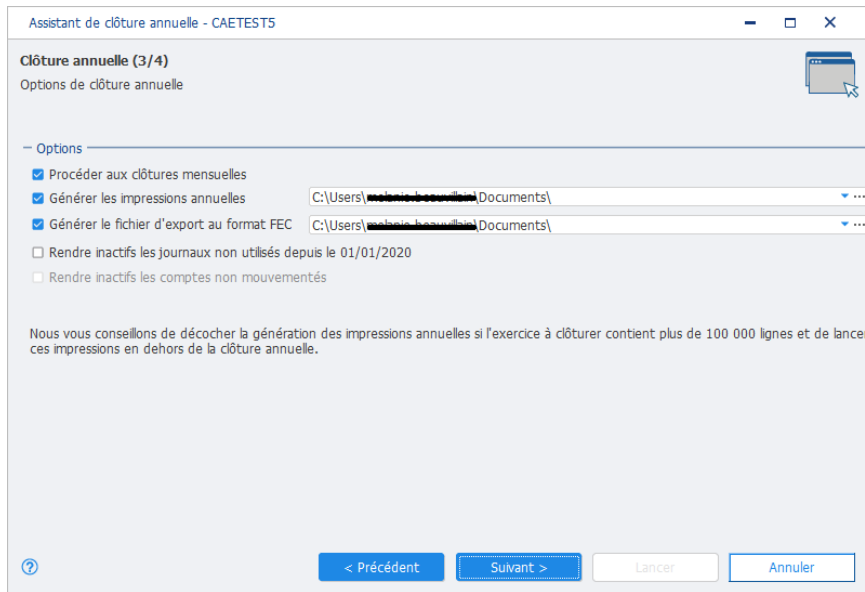 Assistant de clôture annuelle - CAETEST5
Clôture annuelle (3/4)
Options de clôture annuelle
Options
Procéder aux clôtures mensuelles
Générer les impressions annuelles C:\Users\ \Documents\
Générer le fichier d'export au format FEC C:\Users\ \Documents\
Rendre inactifs les journaux non utilisés depuis le 01/01/2020
Rendre inactifs les comptes non mouvementés
Nous vous conseillons de décocher la génération des impressions annuelles si l'exercice à clôturer contient plus de 100 000 lignes et de lancer
ces impressions en dehors de la clôture annuelle.
< Précédent Suivant > Lancer Annuler